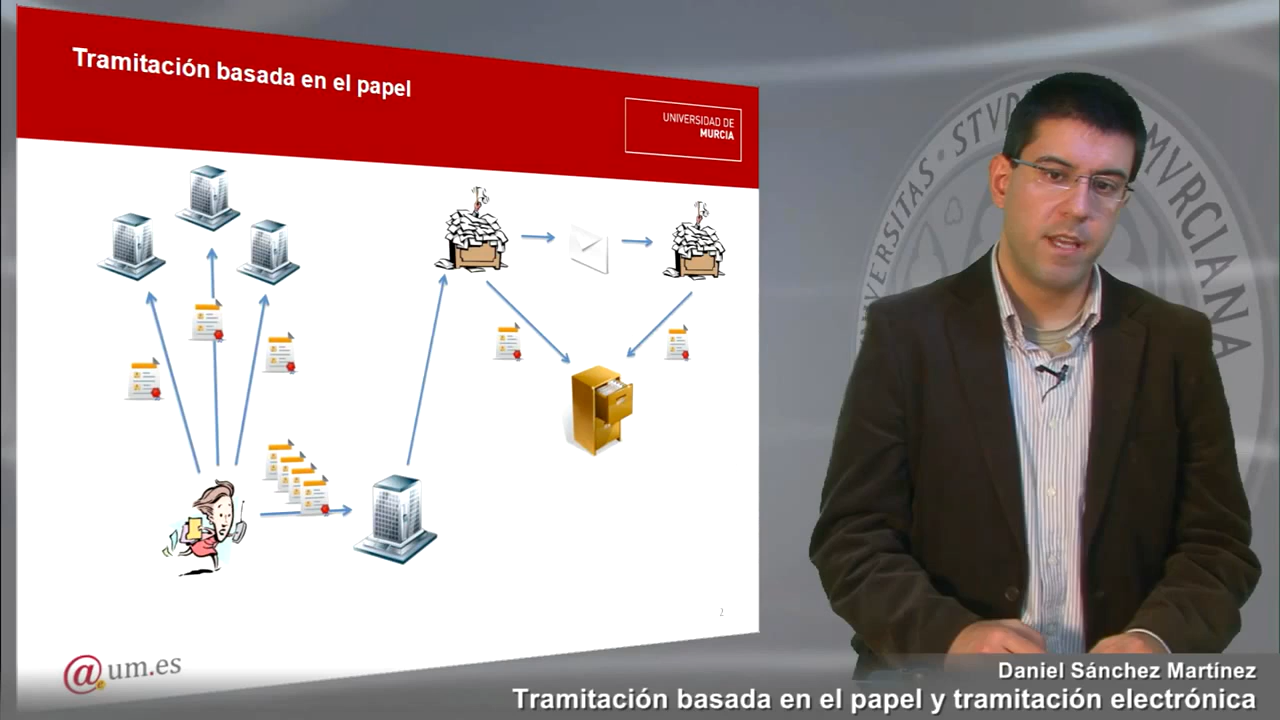 Tramitación basada en el papel
UNIVERSIDAD DE
MURCIA
2
@um.es
Daniel Sánchez Martínez
Tramitación basada en el papel y tramitación electrónica